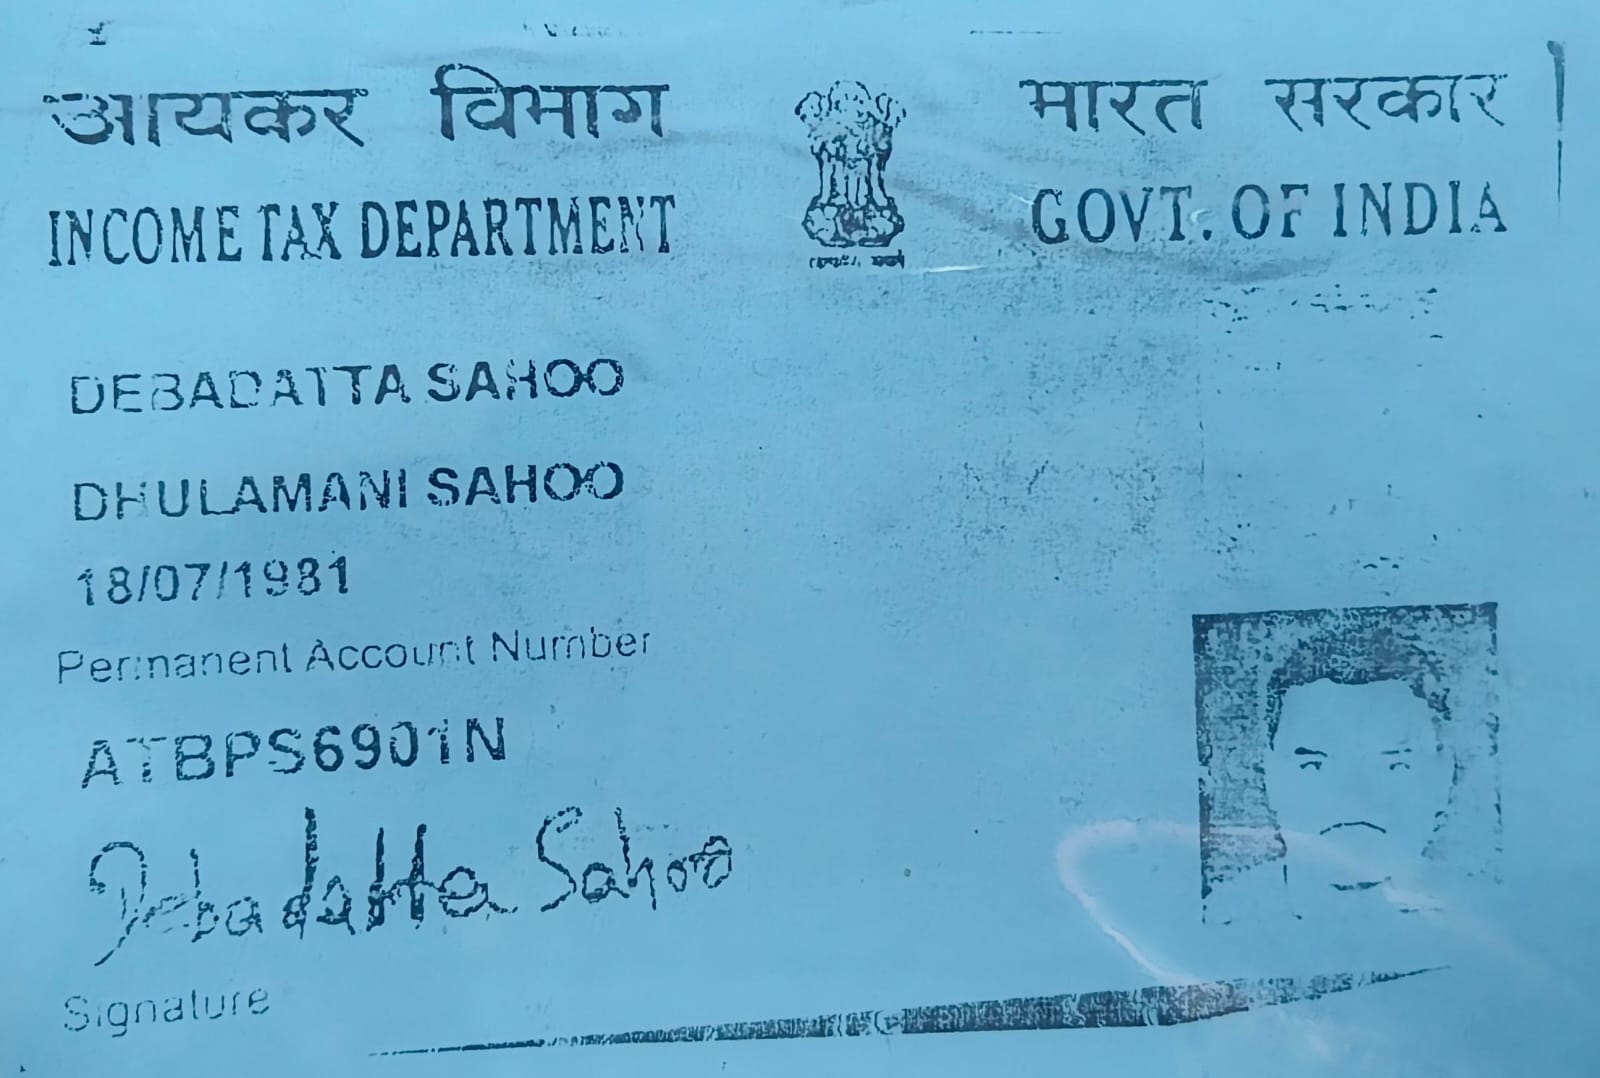 आयकर विभाग
INCOME TAX DEPARTMENT
भारत सरकार
GOVT. OF INDIA
DEBADATTA SAHOO
DHULAMANI SAHOO
18/07/1981
Permanent Account Number
ATBPS6901N
Debadatta Sahoo
Signature